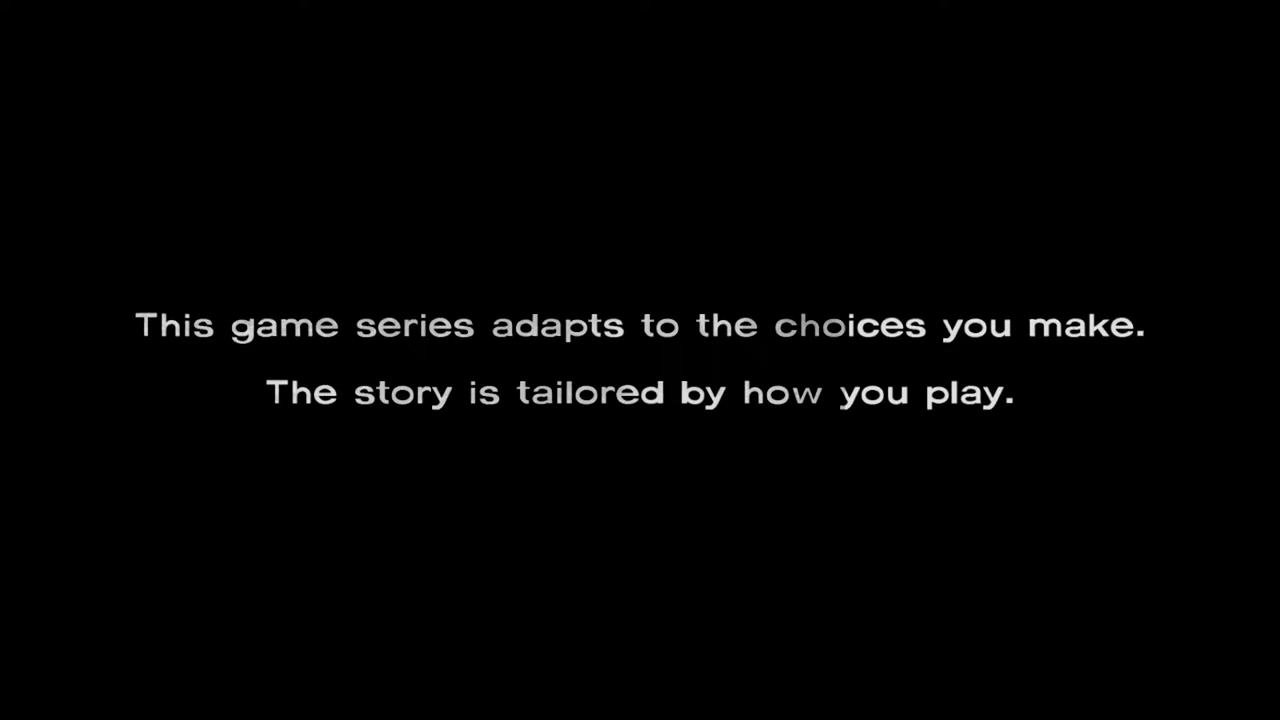 This game series adapts to the choices you make.
The story is tailored by how you play.